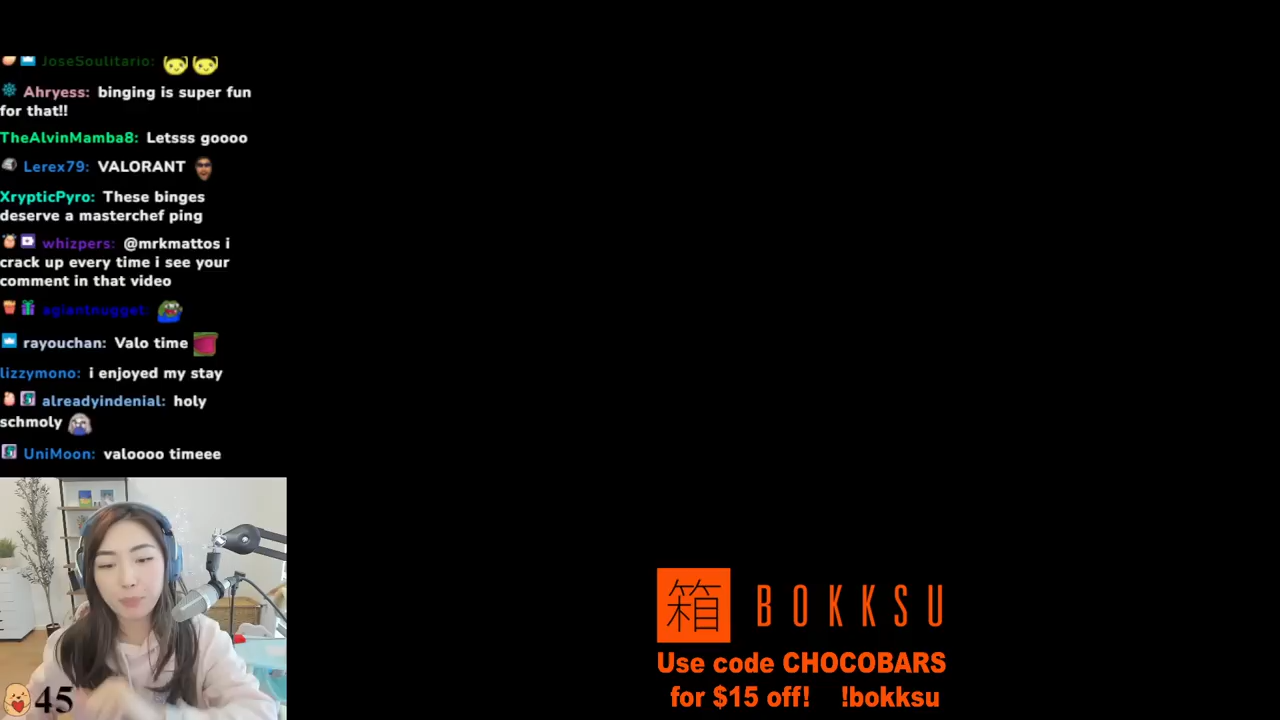 JoseSoulitario:
Ahryess: binging is super fun
for that!!
TheAlvinMamba8: Letsss goooo
Lerex79: VALORANT
XrypticPyro: These binges
deserve a masterchef ping
whizpers: @mrkmattos i
crack up every time i see your
comment in that video
agiantnugget:
rayouchan: Valo time
lizzymono: i enjoyed my stay
alreadyindenial: holy
schmoly
UniMoon: valoooo timeee
45
箱 BOKKSU
Use code CHOCOBARS
for $15 off! !bokksu